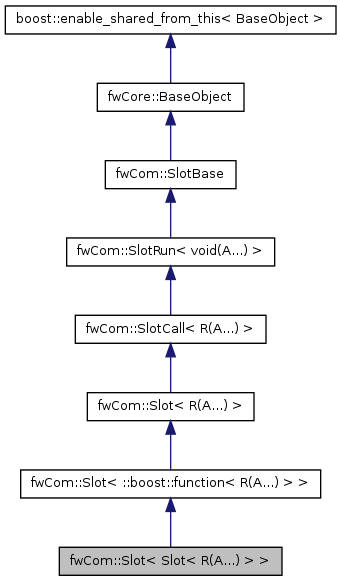 boost::enable_shared_from_this< BaseObject >
fwCore::BaseObject
fwCom::SlotBase
fwCom::SlotRun< void(A...) >
fwCom::SlotCall< R(A...) >
fwCom::Slot< R(A...) >
fwCom::Slot< ::boost::function< R(A...) > >
fwCom::Slot< Slot< R(A...) > >